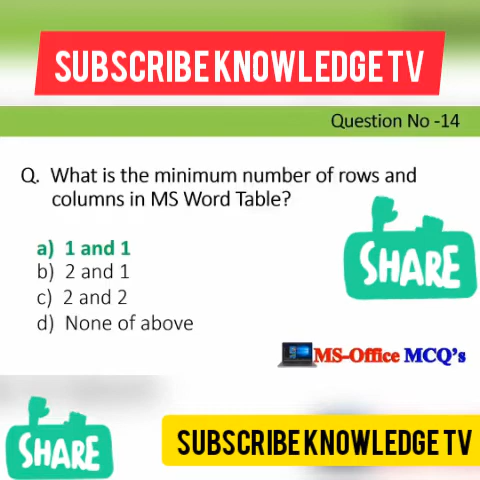 SUBSCRIBE KNOWLEDGE TV
Question No -14
Q. What is the minimum number of rows and
columns in MS Word Table?
a) 1 and 1
b) 2 and 1
c) 2 and 2
d) None of above
SHARE
MS-Office MCQ's
SHARE
SUBSCRIBE KNOWLEDGE TV